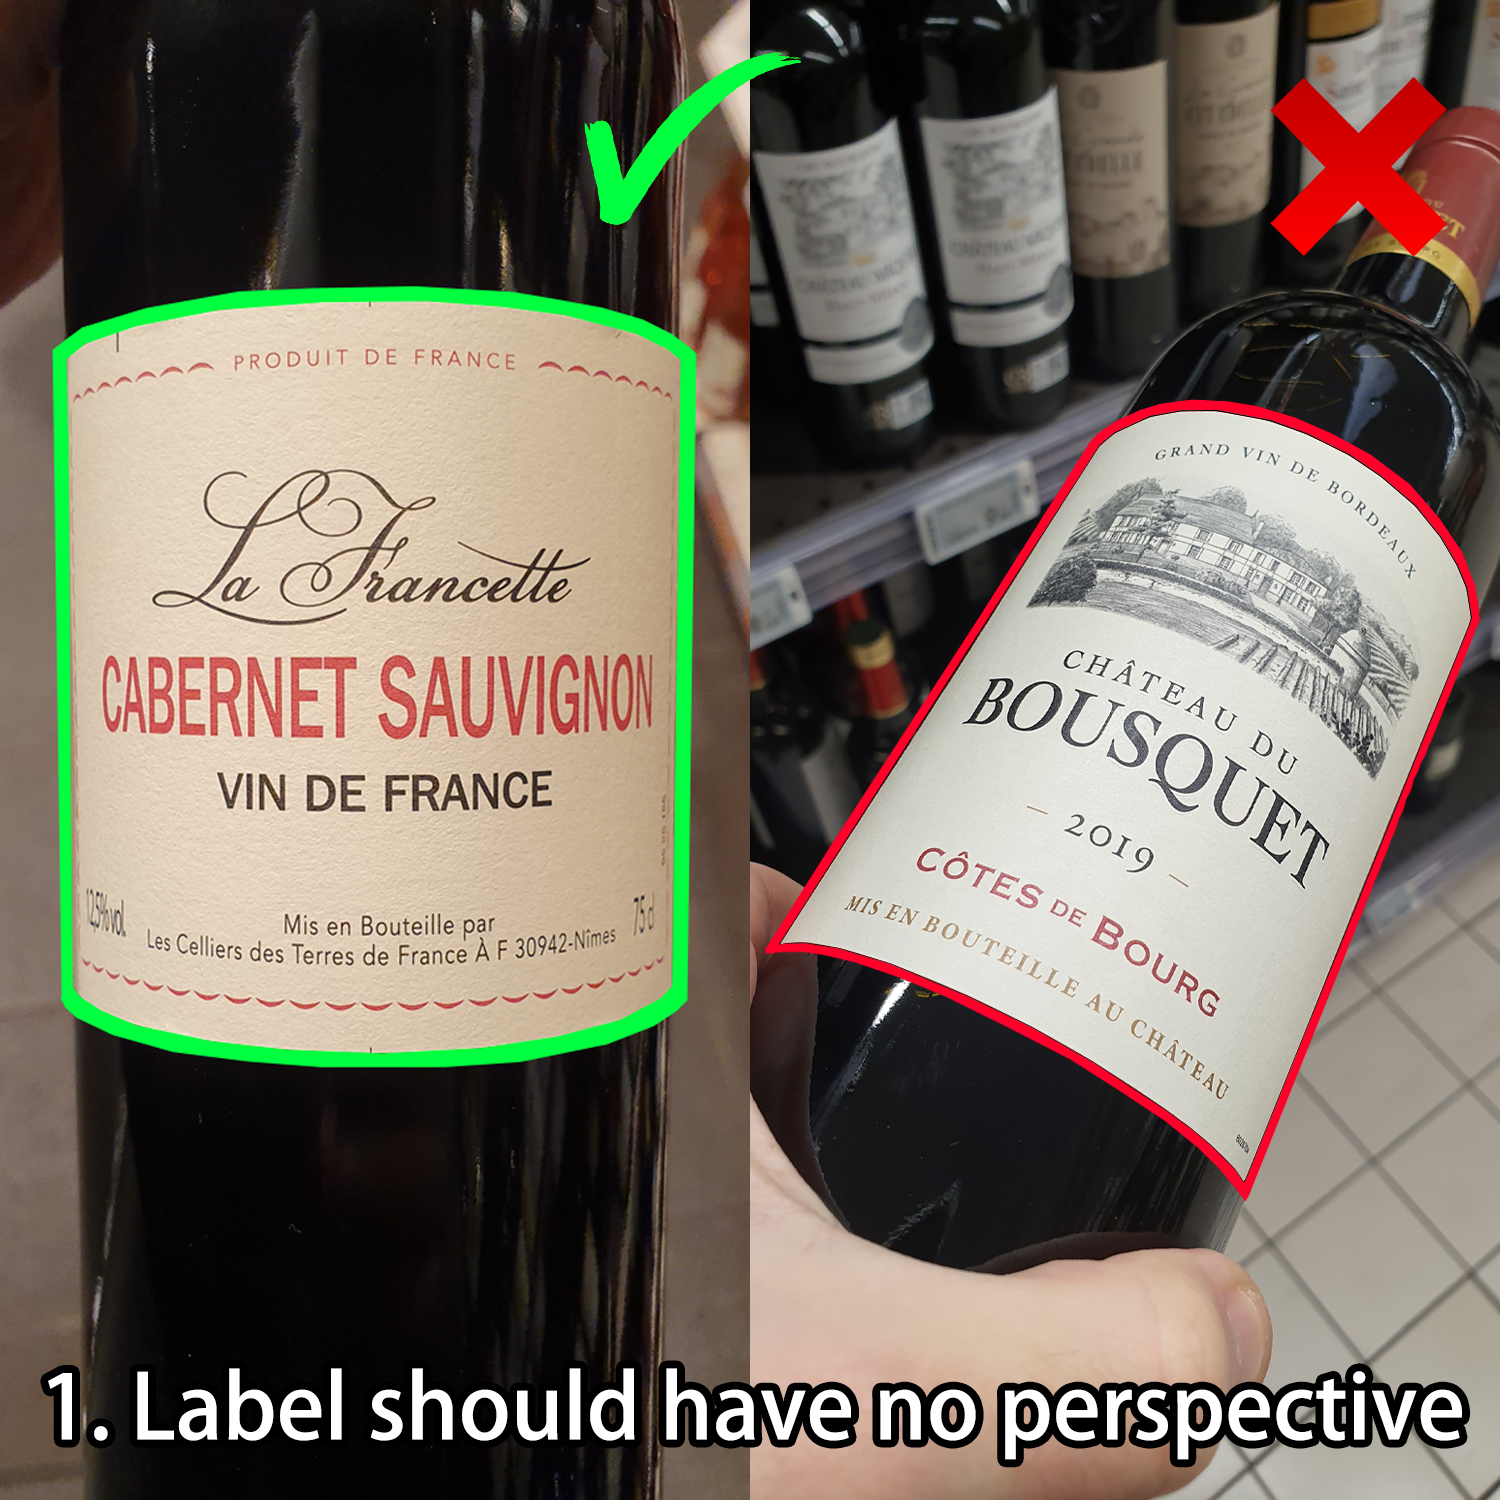 PRODUIT DE FRANCE
La Francette
CABERNET SAUVIGNON
VIN DE FRANCE
12,5% vol.
75 cl
Mis en Bouteille par
Les Celliers des Terres de France À F 30942-Nîmes
GRAND VIN DE BORDEAUX
CHÂTEAU DU
BOUSQUET
- 2019 -
CÔTES DE BOURG
MIS EN BOUTEILLE AU CHÂTEAU
1. Label should have no perspective